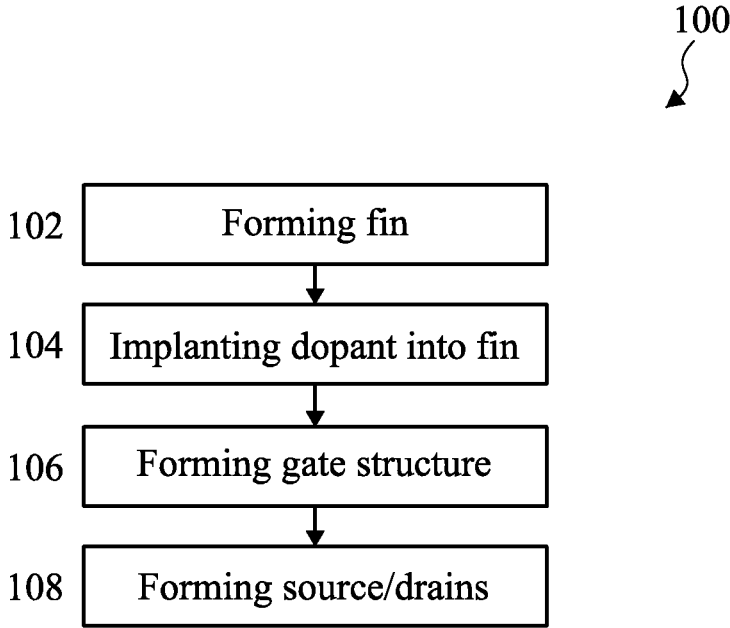 100
102 Forming fin
104 Implanting dopant into fin
106 Forming gate structure
108 Forming source/drains